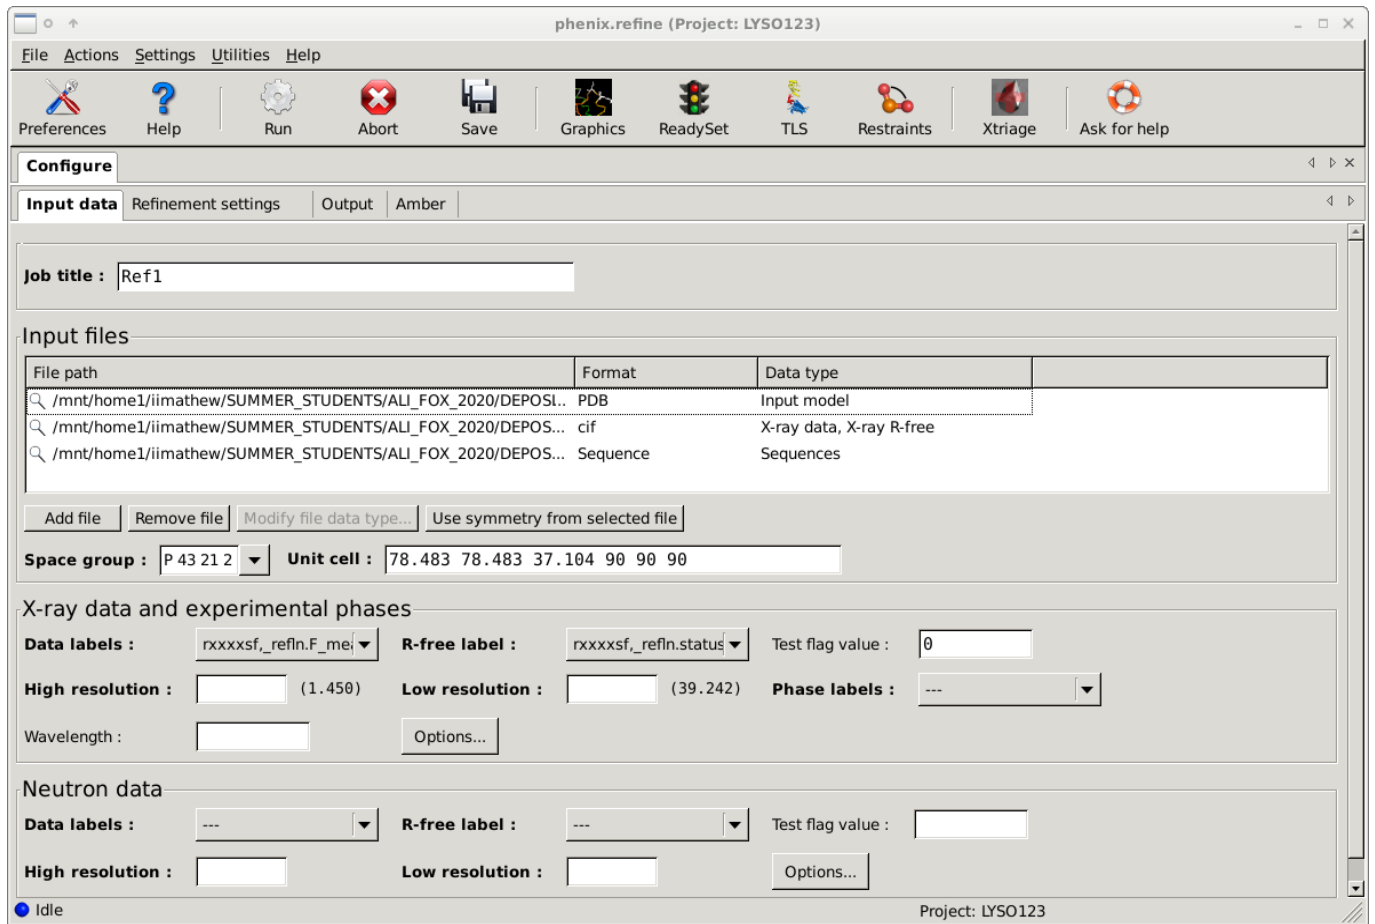 phenix.refine (Project: LYSO123)
File Actions Settings Utilities Help
Preferences Help Run Abort Save Graphics ReadySet TLS Restraints Xtriage Ask for help
Configure
Input data Refinement settings Output Amber
Job title : Ref1
Input files
File path Format Data type
/mnt/home1/iimathew/SUMMER_STUDENTS/ALI_FOX_2020/DEPOSI... PDB Input model
/mnt/home1/iimathew/SUMMER_STUDENTS/ALI_FOX_2020/DEPOS... cif X-ray data, X-ray R-free
/mnt/home1/iimathew/SUMMER_STUDENTS/ALI_FOX_2020/DEPOS... Sequence Sequences
Add file Remove file Modify file data type... Use symmetry from selected file
Space group : P 43 21 2 Unit cell : 78.483 78.483 37.104 90 90 90
X-ray data and experimental phases
Data labels : rxxxxsf,_refln.F_mea R-free label : rxxxxsf,_refln.status Test flag value : 0
High resolution : (1.450) Low resolution : (39.242) Phase labels : ---
Wavelength : Options...
Neutron data
Data labels : --- R-free label : --- Test flag value :
High resolution : Low resolution : Options...
Idle Project: LYSO123